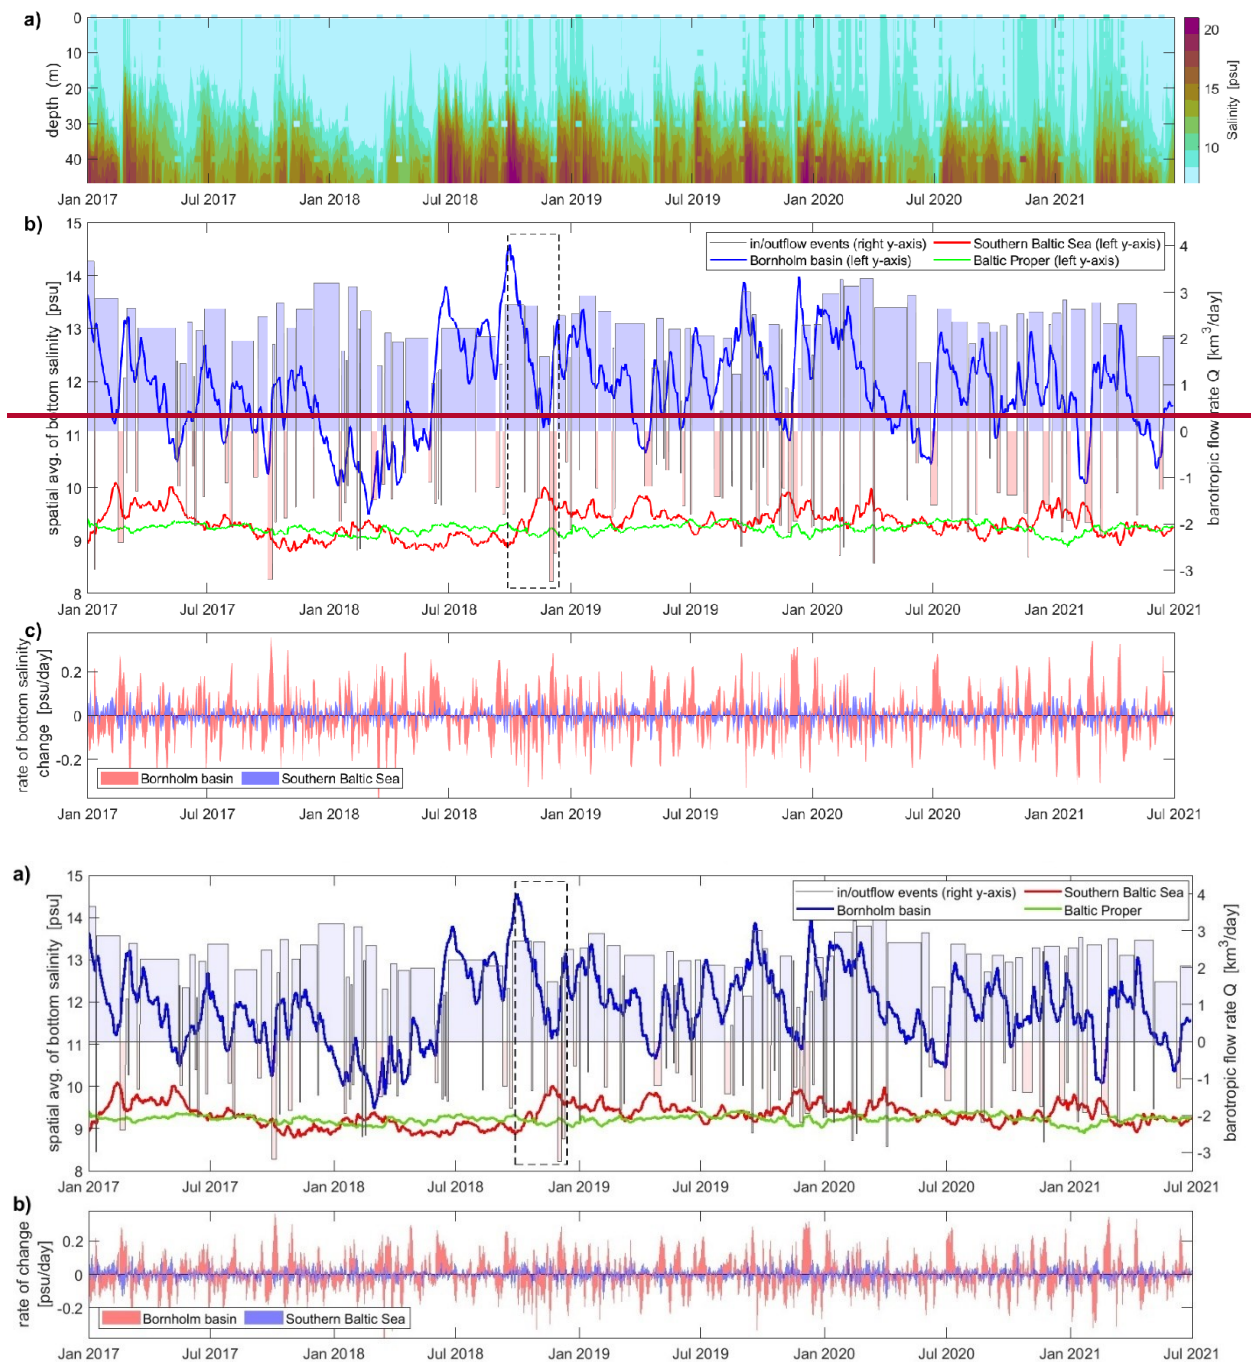 a)
0
10
20
30
40
depth (m)
Jan 2017 Jul 2017 Jan 2018 Jul 2018 Jan 2019 Jul 2019 Jan 2020 Jul 2020 Jan 2021
20
15
10
Salinity [psu]
b)
15
14
13
12
11
10
9
8
spatial avg. of bottom salinity [psu]
in/outflow events (right y-axis) Southern Baltic Sea (left y-axis)
Bornholm basin (left y-axis) Baltic Proper (left y-axis)
4
3
2
1
0
-1
-2
-3
barotropic flow rate Q [km³/day]
Jan 2017 Jul 2017 Jan 2018 Jul 2018 Jan 2019 Jul 2019 Jan 2020 Jul 2020 Jan 2021 Jul 2021
c)
0.2
0
-0.2
rate of bottom salinity
change [psu/day]
Bornholm basin Southern Baltic Sea
Jan 2017 Jul 2017 Jan 2018 Jul 2018 Jan 2019 Jul 2019 Jan 2020 Jul 2020 Jan 2021 Jul 2021
a)
15
14
13
12
11
10
9
8
spatial avg. of bottom salinity [psu]
in/outflow events (right y-axis) Southern Baltic Sea
Bornholm basin Baltic Proper
4
3
2
1
0
-1
-2
-3
barotropic flow rate Q [km³/day]
Jan 2017 Jul 2017 Jan 2018 Jul 2018 Jan 2019 Jul 2019 Jan 2020 Jul 2020 Jan 2021 Jul 2021
b)
0.2
0
-0.2
rate of change
[psu/day]
Bornholm basin Southern Baltic Sea
Jan 2017 Jul 2017 Jan 2018 Jul 2018 Jan 2019 Jul 2019 Jan 2020 Jul 2020 Jan 2021 Jul 2021